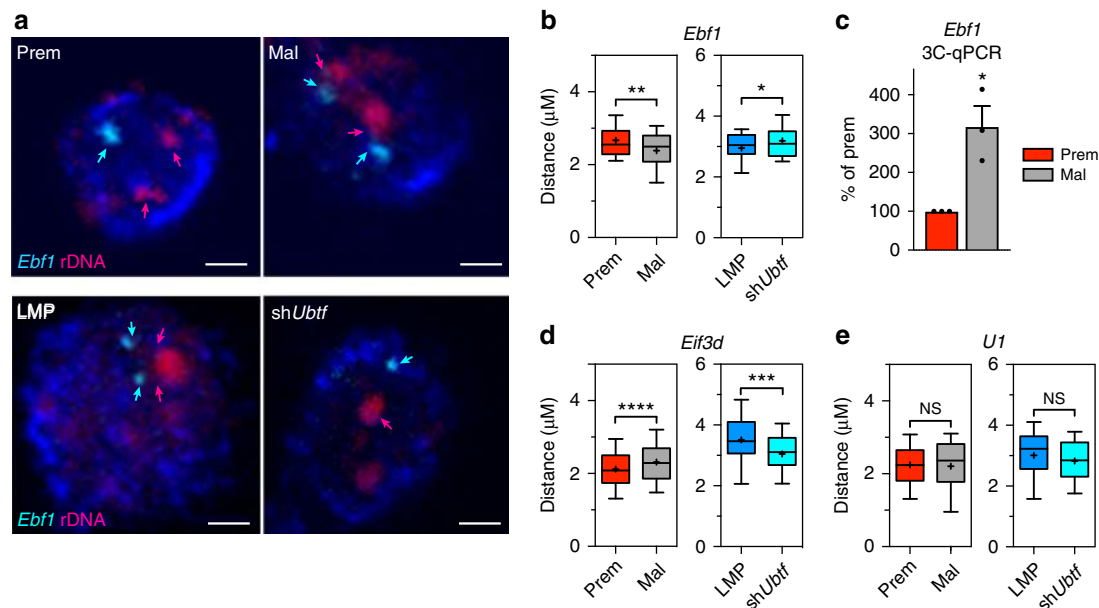 a
Prem
Mal
Ebf1 rDNA
LMP
shUbtf
Ebf1 rDNA
b
Ebf1
Distance (μM)
6
4
2
0
**
Prem
Mal
6
4
2
0
*
LMP
shUbtf
c
Ebf1
3C-qPCR
% of prem
400
300
200
100
0
*
Prem
Mal
d
Eif3d
Distance (μM)
6
4
2
0
****
Prem
Mal
6
4
2
0
***
LMP
shUbtf
e
U1
Distance (μM)
6
4
2
0
NS
Prem
Mal
6
4
2
0
NS
LMP
shUbtf